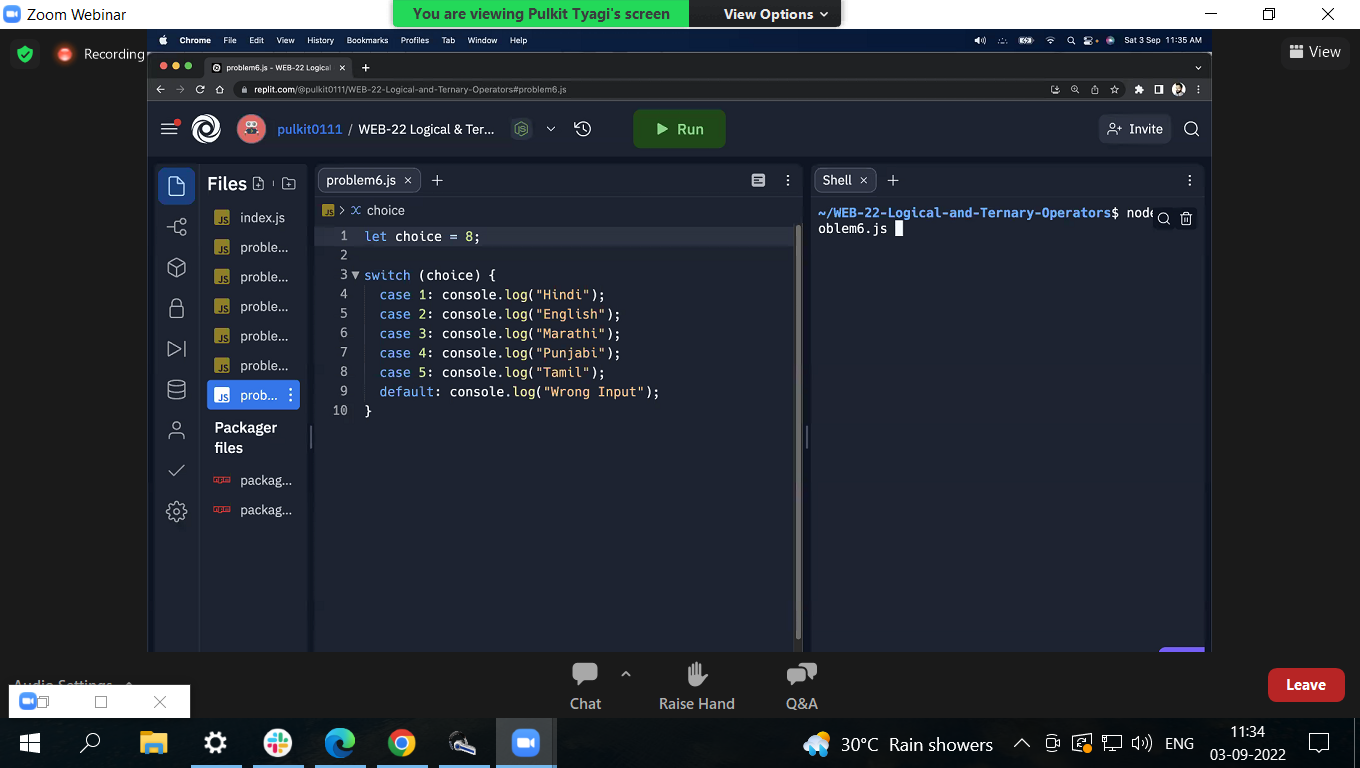 Zoom Webinar
You are viewing Pulkit Tyagi's screen
View Options
Recording
View
Chrome File Edit View History Bookmarks Profiles Tab Window Help
Sat 3 Sep 11:35 AM
problem6.js - WEB-22 Logical
replit.com/@pulkit0111/WEB-22-Logical-and-Ternary-Operators#problem6.js
pulkit0111 / WEB-22 Logical & Ter...
Run
Invite
Files
index.js
proble...
proble...
proble...
proble...
proble...
prob...
Packager
files
packag...
packag...
problem6.js
JS > choice
1 let choice = 8;
2
3 switch (choice) {
4 case 1: console.log("Hindi");
5 case 2: console.log("English");
6 case 3: console.log("Marathi");
7 case 4: console.log("Punjabi");
8 case 5: console.log("Tamil");
9 default: console.log("Wrong Input");
10 }
Shell
~/WEB-22-Logical-and-Ternary-Operators$ node
oblem6.js
Audio Settings
Chat
Raise Hand
Q&A
Leave
30°C Rain showers
ENG
11:34
03-09-2022